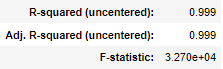 R-squared (uncentered): 0.999
Adj. R-squared (uncentered): 0.999
F-statistic: 3.270e+04